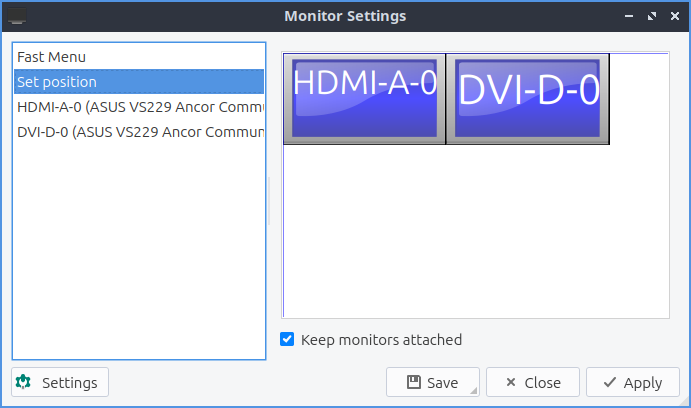 Monitor Settings
Fast Menu
Set position
HDMI-A-0 (ASUS VS229 Ancor Commu
DVI-D-0 (ASUS VS229 Ancor Commun
HDMI-A-0
DVI-D-0
Keep monitors attached
Settings
Save
Close
Apply